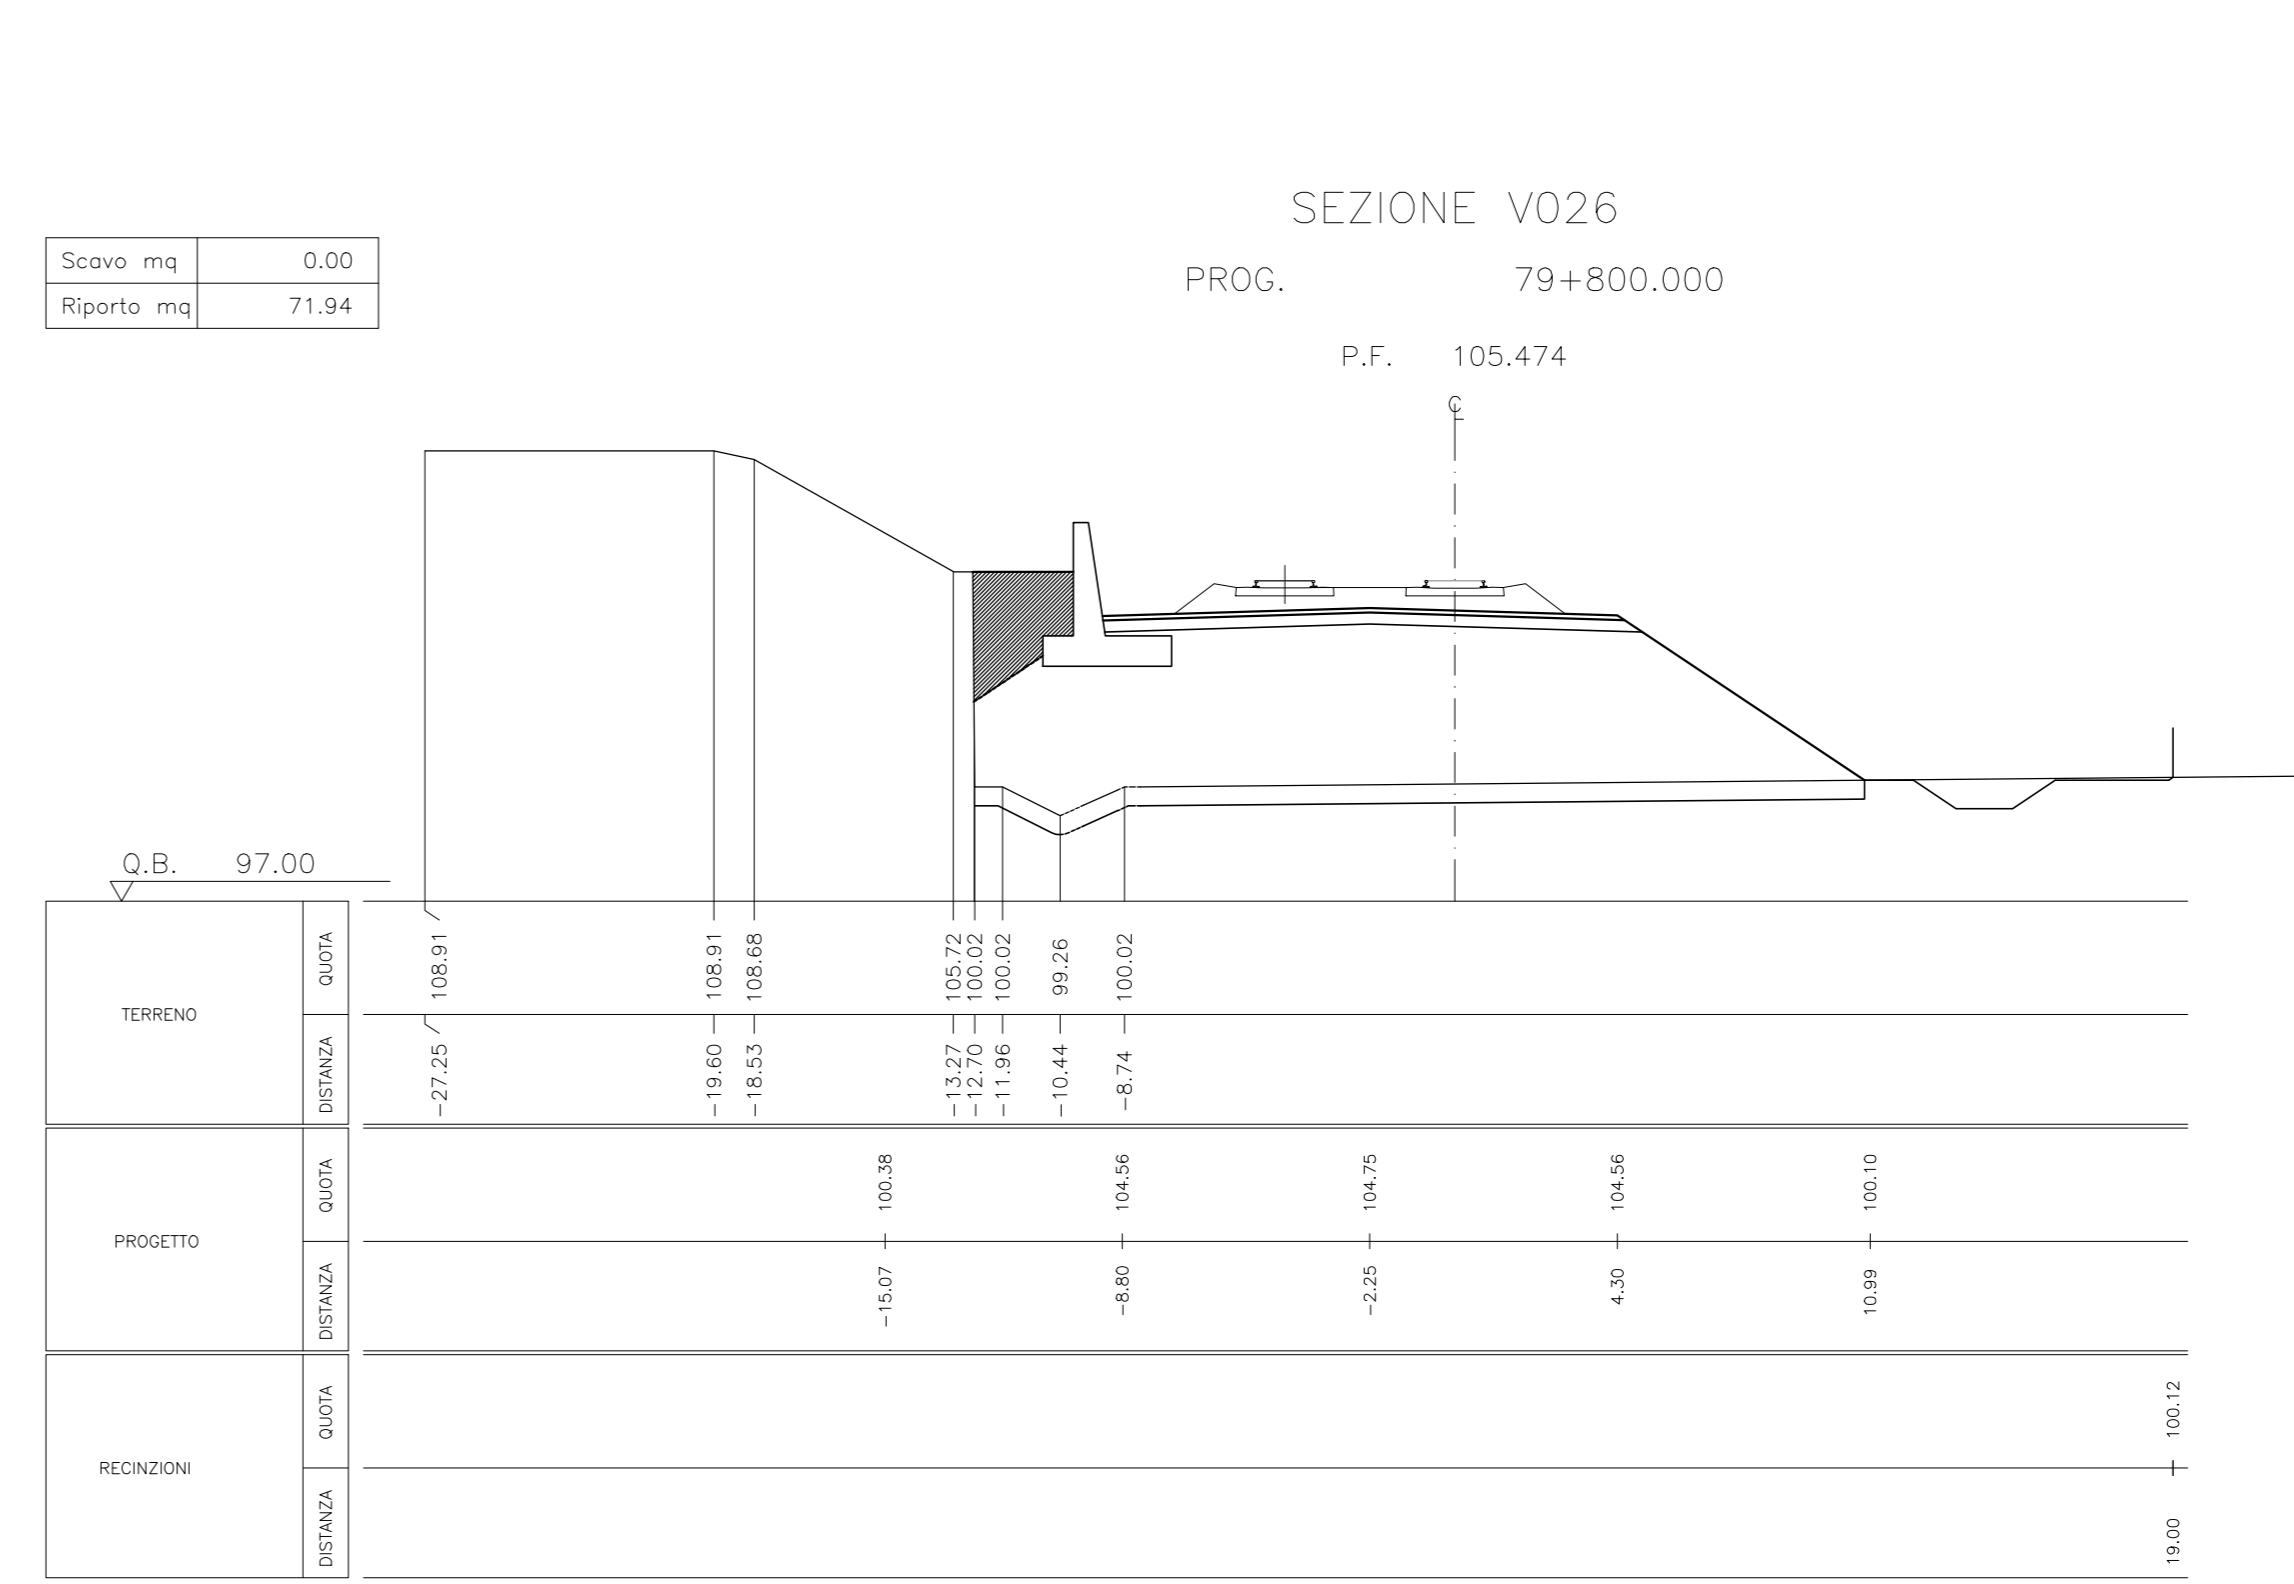 SEZIONE V026
PROG. 79+800.000
P.F. 105.474
Scavo mq 0.00
Riporto mq 71.94
Q.B. 97.00
TERRENO
QUOTA 108.91 108.91 108.68 105.72 100.02 100.02 99.26 100.02
DISTANZA -27.25 -19.60 -18.53 -13.27 -12.70 -11.96 -10.44 -8.74
PROGETTO
QUOTA 100.38 104.56 104.75 104.56 100.10
DISTANZA -15.07 -8.80 -2.25 4.30 10.99
RECINZIONI
QUOTA 100.12
DISTANZA 19.00